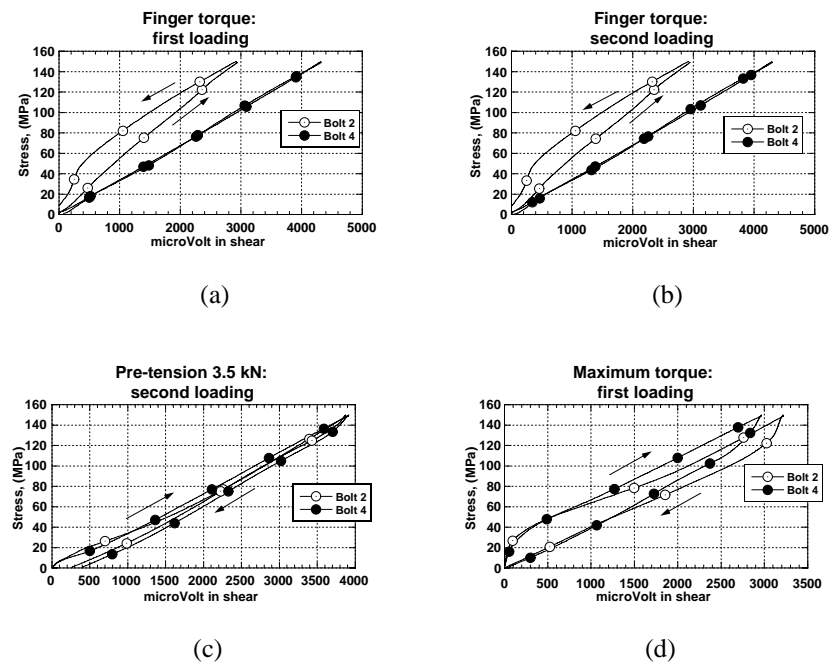 Finger torque:
first loading
Stress, (MPa)
160
140
120
100
80
60
40
20
0
0 1000 2000 3000 4000 5000
microVolt in shear
Bolt 2
Bolt 4
(a)
Finger torque:
second loading
Stress, (MPa)
160
140
120
100
80
60
40
20
0
0 1000 2000 3000 4000 5000
microVolt in shear
Bolt 2
Bolt 4
(b)
Pre-tension 3.5 kN:
second loading
Stress, (MPa)
160
140
120
100
80
60
40
20
0
0 500 1000 1500 2000 2500 3000 3500 4000
microVolt in shear
Bolt 2
Bolt 4
(c)
Maximum torque:
first loading
Stress, (MPa)
160
140
120
100
80
60
40
20
0
0 500 1000 1500 2000 2500 3000 3500
microVolt in shear
Bolt 2
Bolt 4
(d)